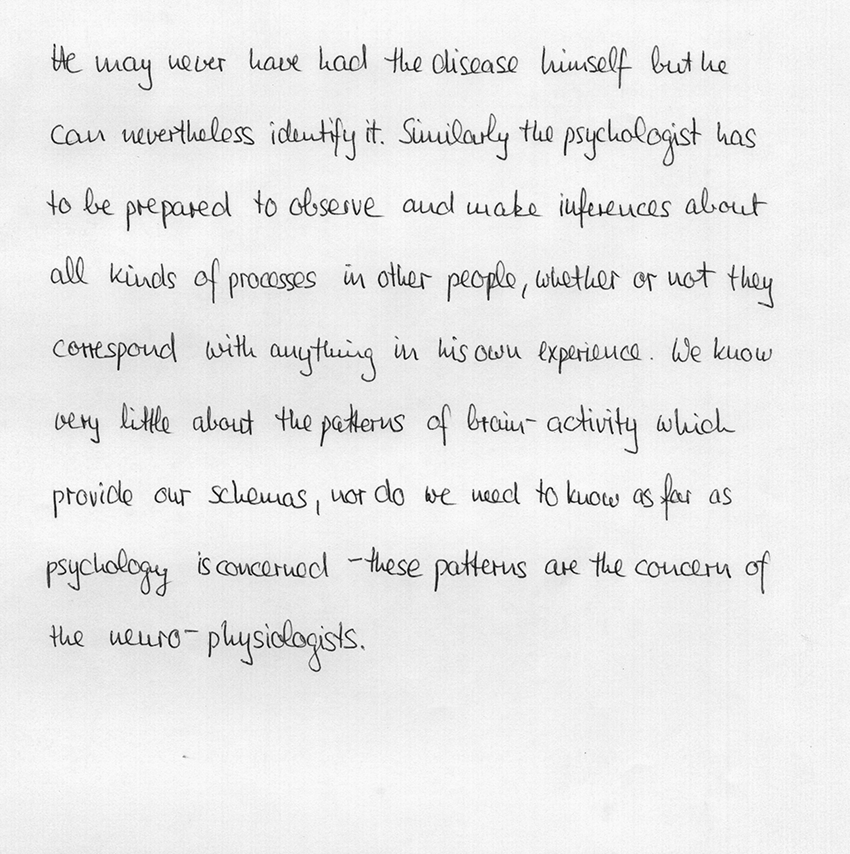 He may never have had the disease himself but he
can nevertheless identify it. Similarly the psychologist has
to be prepared to observe and make inferences about
all kinds of processes in other people, whether or not they
correspond with anything in his own experience. We know
very little about the patterns of brain-activity which
provide our schemas, nor do we need to know as far as
psychology is concerned - these patterns are the concern of
the neuro-physiologists.